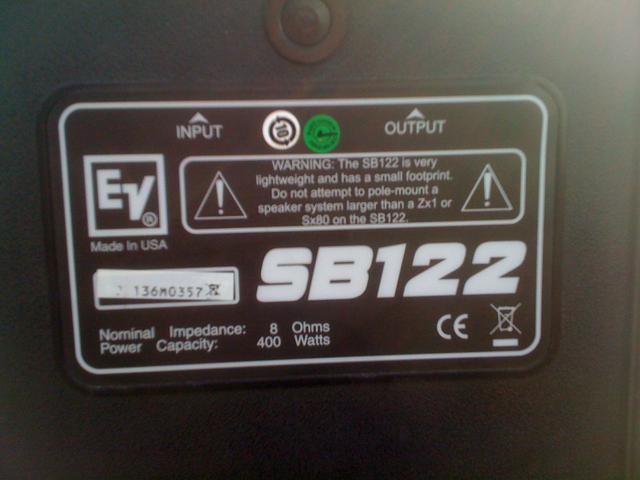 INPUT
OUTPUT
10
WARNING: The SB122 is very
lightweight and has a small footprint.
Do not attempt to pole-mount a
speaker system larger than a Zx1 or
Sx80 on the SB122.
EV
Made In USA
SB122
136M0357
Nominal Impedance: 8 Ohms
Power Capacity: 400 Watts
CE